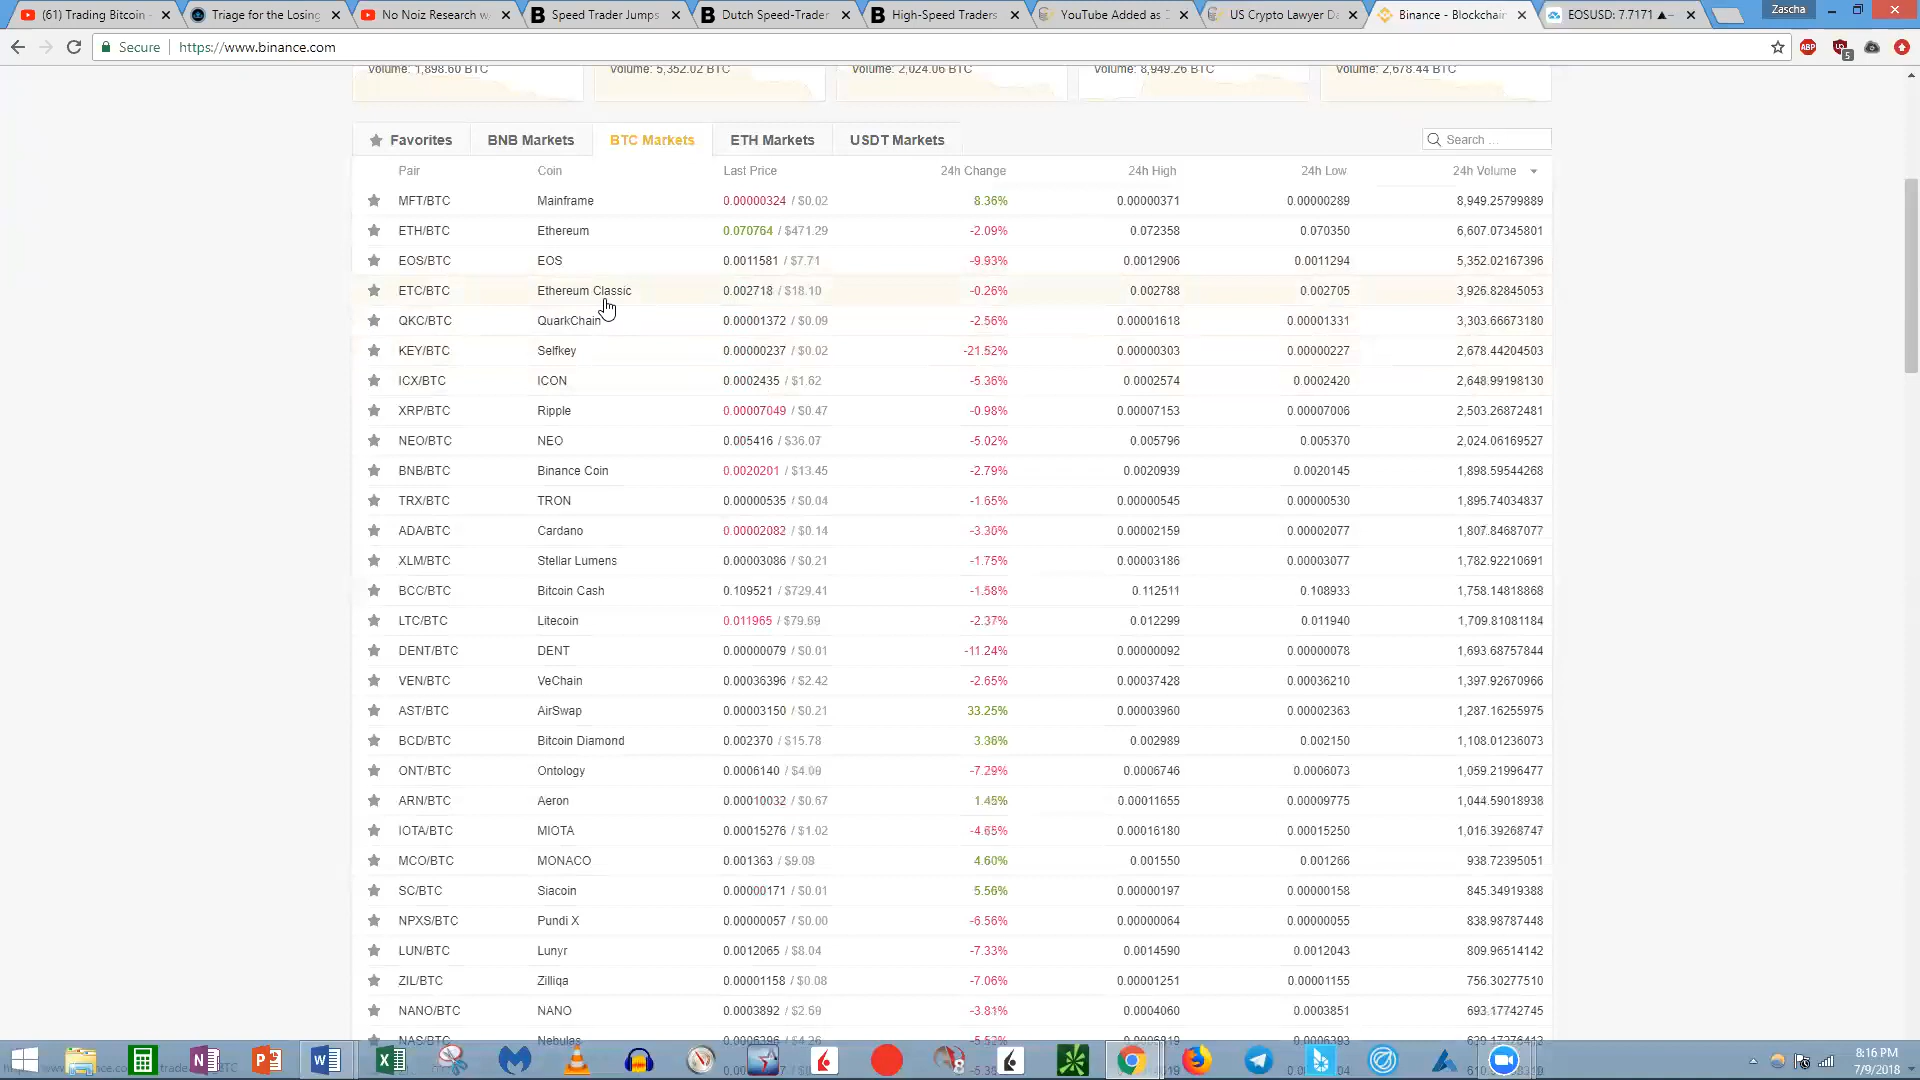 (61) Trading Bitcoin - Triage for the Losing No Noiz Research w Speed Trader Jumps Dutch Speed-Trader High-Speed Traders YouTube Added as US Crypto Lawyer Da Binance - Blockchain EOSUSD: 7.7171 ▲ Zascha
Secure https://www.binance.com
Volume: 1,898.60 BTC Volume: 5,352.02 BTC Volume: 2,024.06 BTC Volume: 8,949.26 BTC Volume: 2,678.44 BTC
Favorites BNB Markets BTC Markets ETH Markets USDT Markets Search ...
Pair Coin Last Price 24h Change 24h High 24h Low 24h Volume
MFT/BTC Mainframe 0.00000324 / $0.02 8.36% 0.00000371 0.00000289 8,949.25799889
ETH/BTC Ethereum 0.070764 / $471.29 -2.09% 0.072358 0.070350 6,607.07345801
EOS/BTC EOS 0.0011581 / $7.71 -9.93% 0.0012906 0.0011294 5,352.02167396
ETC/BTC Ethereum Classic 0.002718 / $18.10 -0.26% 0.002788 0.002705 3,926.82845053
QKC/BTC QuarkChain 0.00001372 / $0.09 -2.56% 0.00001618 0.00001331 3,303.66673180
KEY/BTC Selfkey 0.00000237 / $0.02 -21.52% 0.00000303 0.00000227 2,678.44204503
ICX/BTC ICON 0.0002435 / $1.62 -5.36% 0.0002574 0.0002420 2,648.99198130
XRP/BTC Ripple 0.00007049 / $0.47 -0.98% 0.00007153 0.00007006 2,503.26872481
NEO/BTC NEO 0.005416 / $36.07 -5.02% 0.005796 0.005370 2,024.06169527
BNB/BTC Binance Coin 0.0020201 / $13.45 -2.79% 0.0020939 0.0020145 1,898.59544268
TRX/BTC TRON 0.00000535 / $0.04 -1.65% 0.00000545 0.00000530 1,895.74034837
ADA/BTC Cardano 0.00002082 / $0.14 -3.30% 0.00002159 0.00002077 1,807.84687077
XLM/BTC Stellar Lumens 0.00003086 / $0.21 -1.75% 0.00003186 0.00003077 1,782.92210691
BCC/BTC Bitcoin Cash 0.109521 / $729.41 -1.58% 0.112511 0.108933 1,758.14818868
LTC/BTC Litecoin 0.011965 / $79.69 -2.37% 0.012299 0.011940 1,709.81081184
DENT/BTC DENT 0.00000079 / $0.01 -11.24% 0.00000092 0.00000078 1,693.68757844
VEN/BTC VeChain 0.00036396 / $2.42 -2.65% 0.00037428 0.00036210 1,397.92670966
AST/BTC AirSwap 0.00003150 / $0.21 33.25% 0.00003960 0.00002363 1,287.16255975
BCD/BTC Bitcoin Diamond 0.002370 / $15.78 3.36% 0.002989 0.002150 1,108.01236073
ONT/BTC Ontology 0.0006140 / $4.09 -7.29% 0.0006746 0.0006073 1,059.21996477
ARN/BTC Aeron 0.00010032 / $0.67 1.45% 0.00011655 0.00009775 1,044.59018938
IOTA/BTC MIOTA 0.00015276 / $1.02 -4.65% 0.00016180 0.00015250 1,016.39268747
MCO/BTC MONACO 0.001363 / $9.08 4.60% 0.001550 0.001266 938.72395051
SC/BTC Siacoin 0.00000171 / $0.01 5.56% 0.00000197 0.00000158 845.34919388
NPXS/BTC Pundi X 0.00000057 / $0.00 -6.56% 0.00000064 0.00000055 838.98787448
LUN/BTC Lunyr 0.0012065 / $8.04 -7.33% 0.0014590 0.0012043 809.96514142
ZIL/BTC Zilliqa 0.00001158 / $0.08 -7.06% 0.00001251 0.00001155 756.30277510
NANO/BTC NANO 0.0003892 / $2.59 -3.81% 0.0004060 0.0003851 693.17742745
NAS/BTC Nebulas
8:16 PM
7/9/2018